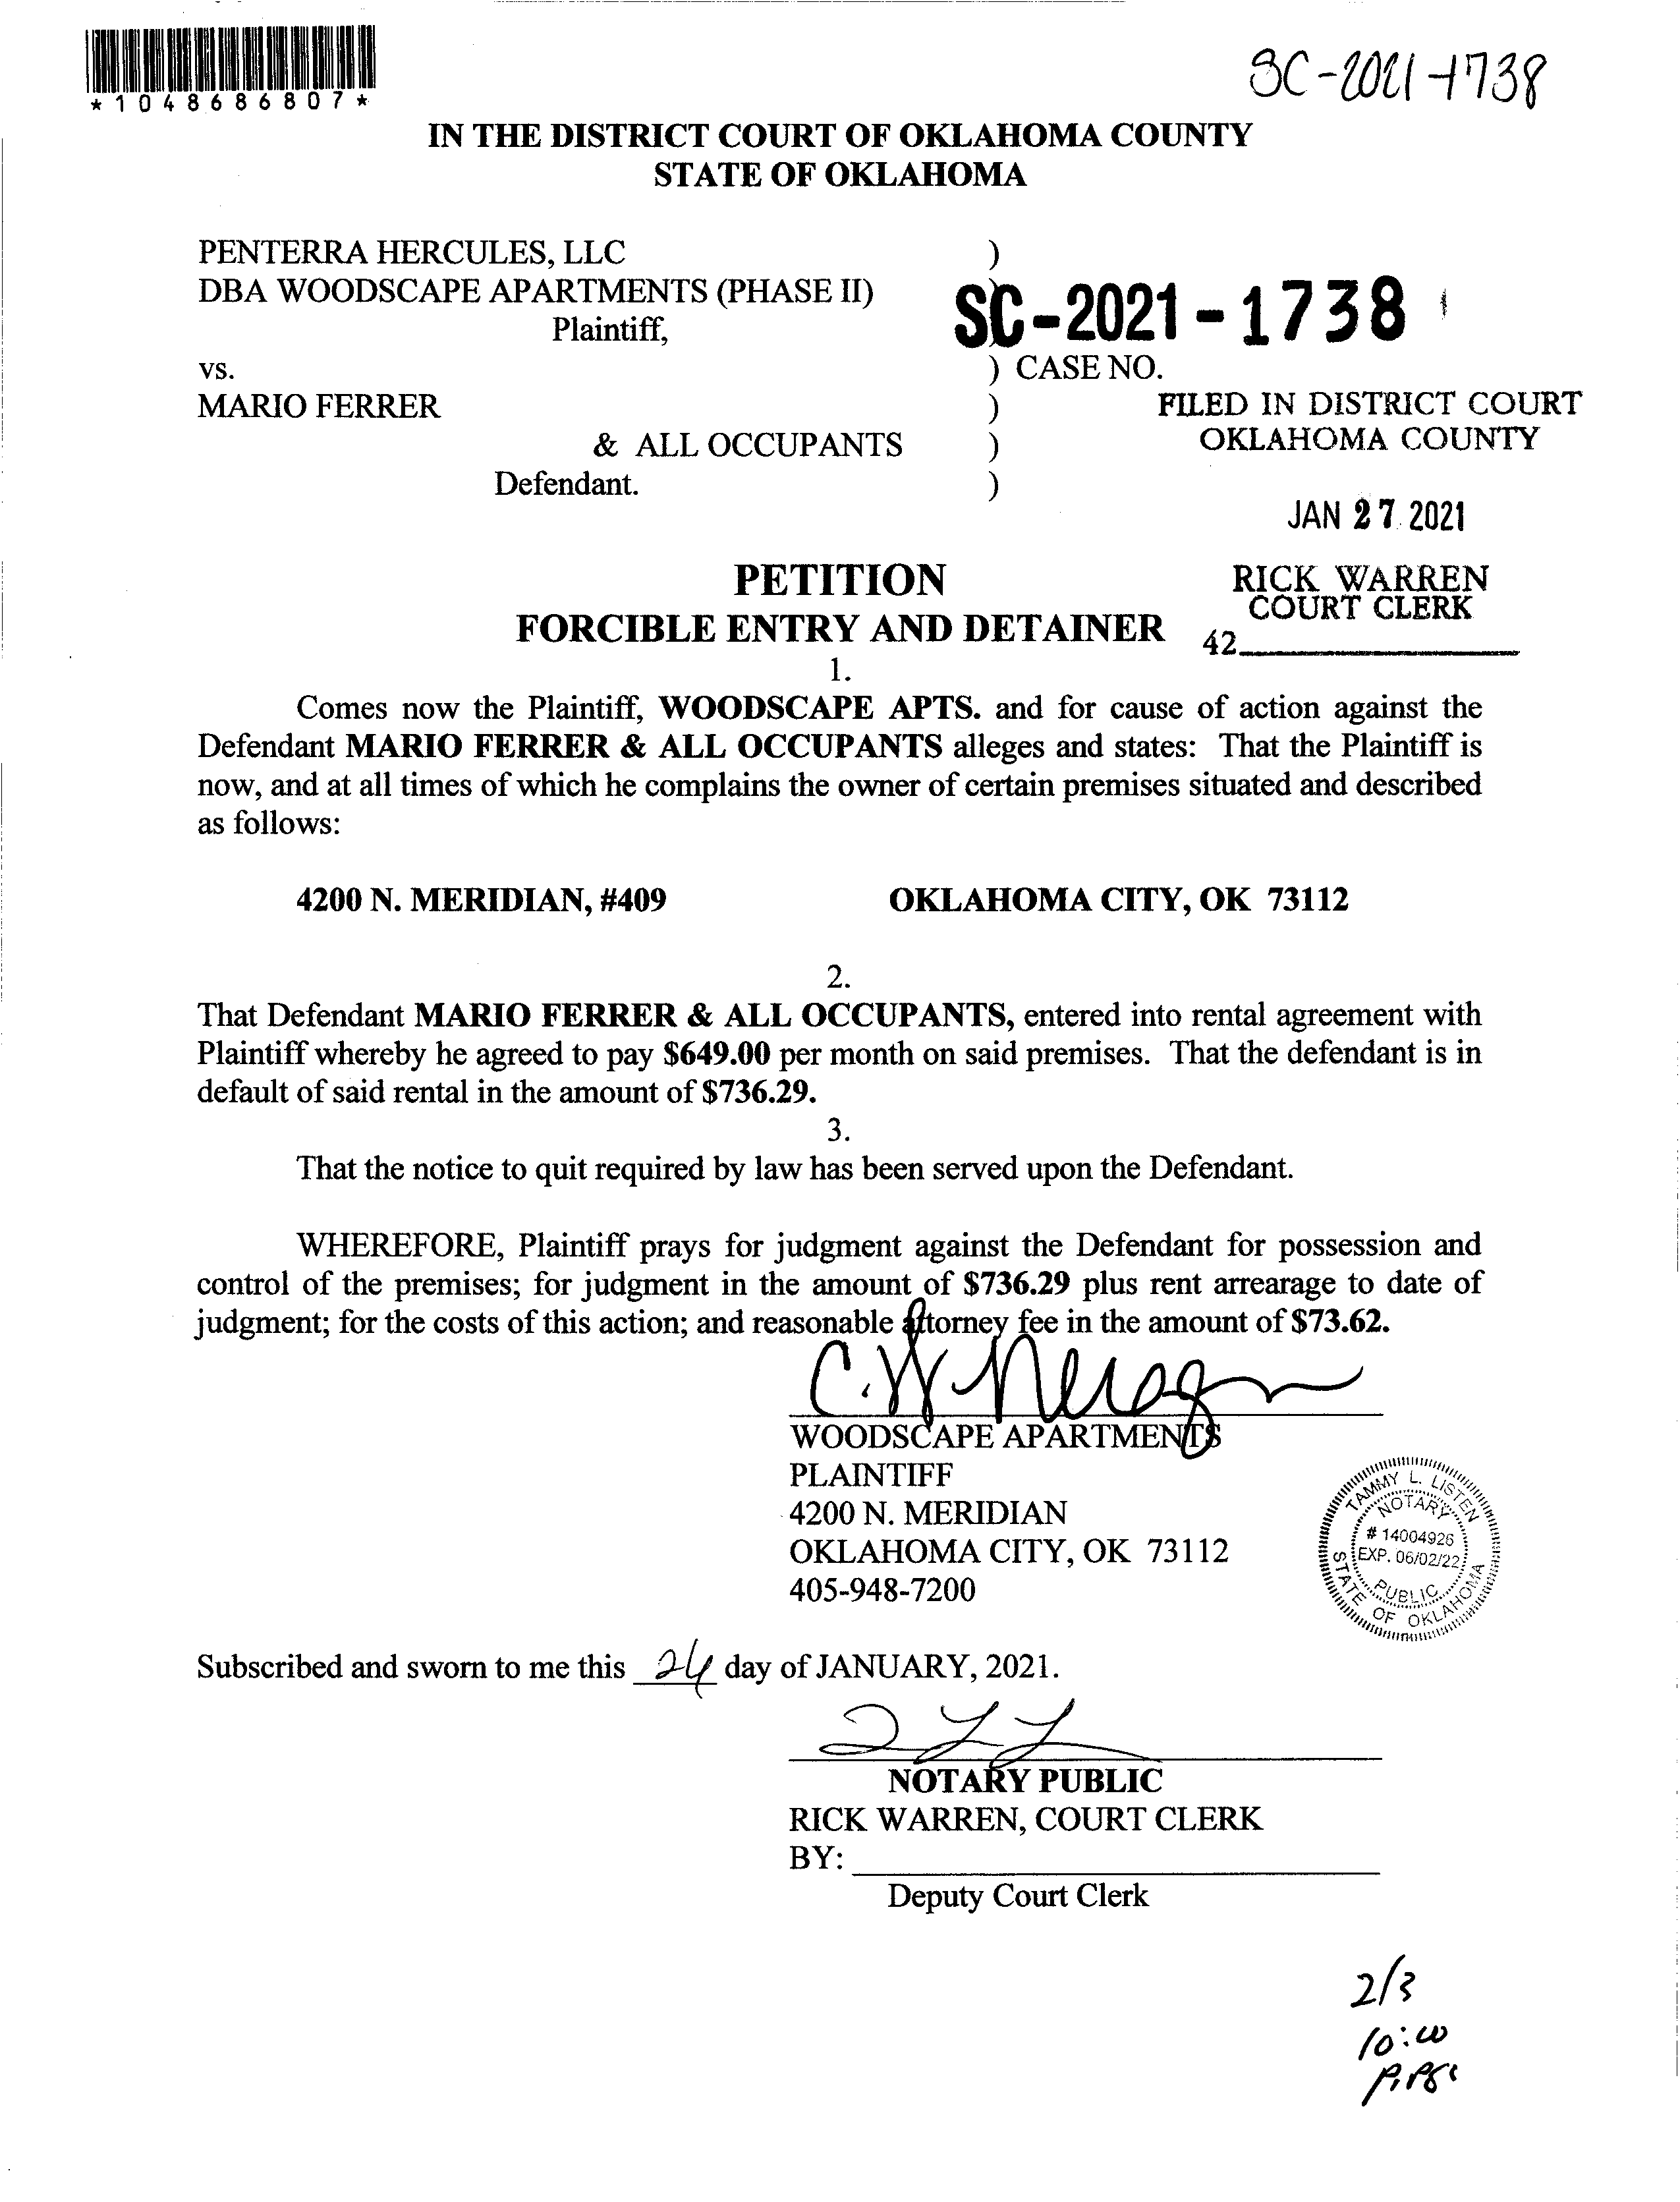 *1048686807*
SC-2021-1738
IN THE DISTRICT COURT OF OKLAHOMA COUNTY
STATE OF OKLAHOMA
PENTERRA HERCULES, LLC )
DBA WOODSCAPE APARTMENTS (PHASE II) )
Plaintiff,
SC-2021-1738
vs. ) CASE NO.
MARIO FERRER )
FILED IN DISTRICT COURT
OKLAHOMA COUNTY
& ALL OCCUPANTS )
Defendant. )
JAN 27 2021
RICK WARREN
COURT CLERK
42
PETITION
FORCIBLE ENTRY AND DETAINER
1.
Comes now the Plaintiff, WOODSCAPE APTS. and for cause of action against the
Defendant MARIO FERRER & ALL OCCUPANTS alleges and states: That the Plaintiff is
now, and at all times of which he complains the owner of certain premises situated and described
as follows:
4200 N. MERIDIAN, #409 OKLAHOMA CITY, OK 73112
2.
That Defendant MARIO FERRER & ALL OCCUPANTS, entered into rental agreement with
Plaintiff whereby he agreed to pay $649.00 per month on said premises. That the defendant is in
default of said rental in the amount of $736.29.
3.
That the notice to quit required by law has been served upon the Defendant.
WHEREFORE, Plaintiff prays for judgment against the Defendant for possession and
control of the premises; for judgment in the amount of $736.29 plus rent arrearage to date of
judgment; for the costs of this action; and reasonable attorney fee in the amount of $73.62.
WOODSCAPE APARTMENTS
PLAINTIFF
4200 N. MERIDIAN
OKLAHOMA CITY, OK 73112
405-948-7200
TAMMY L. LISTEN
NOTARY
# 14004926
EXP. 06/02/22
PUBLIC
STATE OF OKLAHOMA
Subscribed and sworn to me this 24 day of JANUARY, 2021.
NOTARY PUBLIC
RICK WARREN, COURT CLERK
BY:
Deputy Court Clerk
2/3
10:00